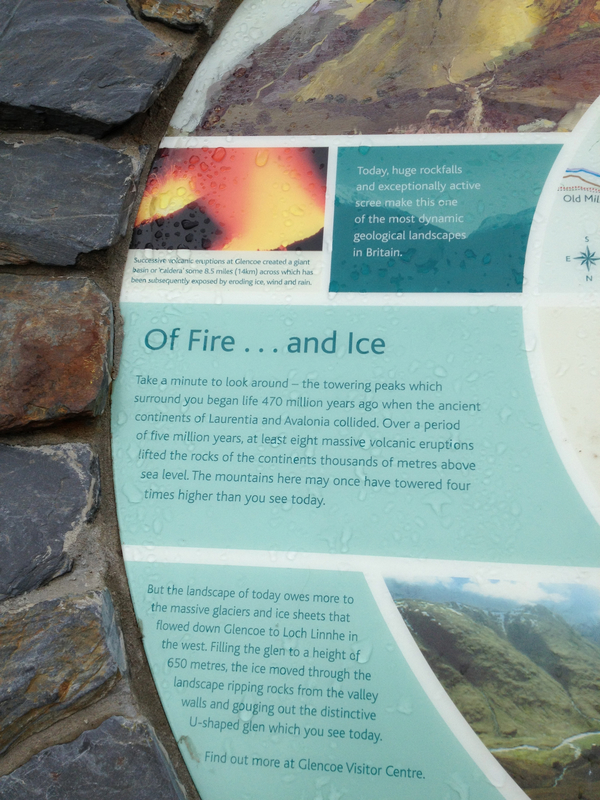 Successive volcanic eruptions at Glencoe created a giant
basin or 'caldera' some 8.5 miles (14km) across which has
been subsequently exposed by eroding ice, wind and rain.
Today, huge rockfalls
and exceptionally active
scree make this one
of the most dynamic
geological landscapes
in Britain.
Old Mil
S
E
N
Of Fire . . . and Ice
Take a minute to look around – the towering peaks which
surround you began life 470 million years ago when the ancient
continents of Laurentia and Avalonia collided. Over a period
of five million years, at least eight massive volcanic eruptions
lifted the rocks of the continents thousands of metres above
sea level. The mountains here may once have towered four
times higher than you see today.
But the landscape of today owes more to
the massive glaciers and ice sheets that
flowed down Glencoe to Loch Linnhe in
the west. Filling the glen to a height of
650 metres, the ice moved through the
landscape ripping rocks from the valley
walls and gouging out the distinctive
U-shaped glen which you see today.
Find out more at Glencoe Visitor Centre.